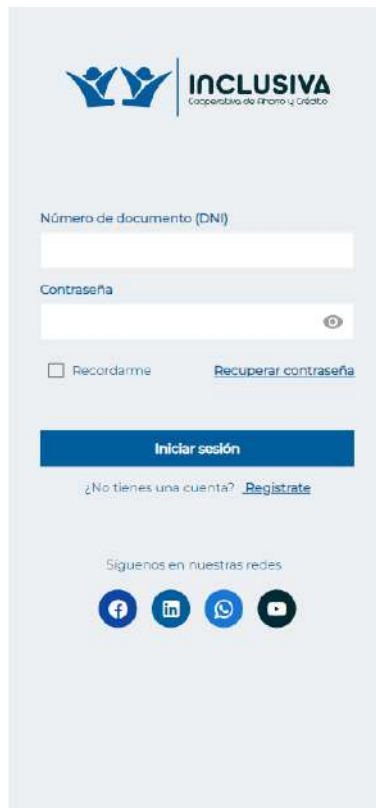 INCLUSIVA
Cooperativa de Ahorro y Crédito
Número de documento (DNI)
Contraseña
Recordarme
Recuperar contraseña
Iniciar sesión
¿No tienes una cuenta? Registrate
Síguenos en nuestras redes